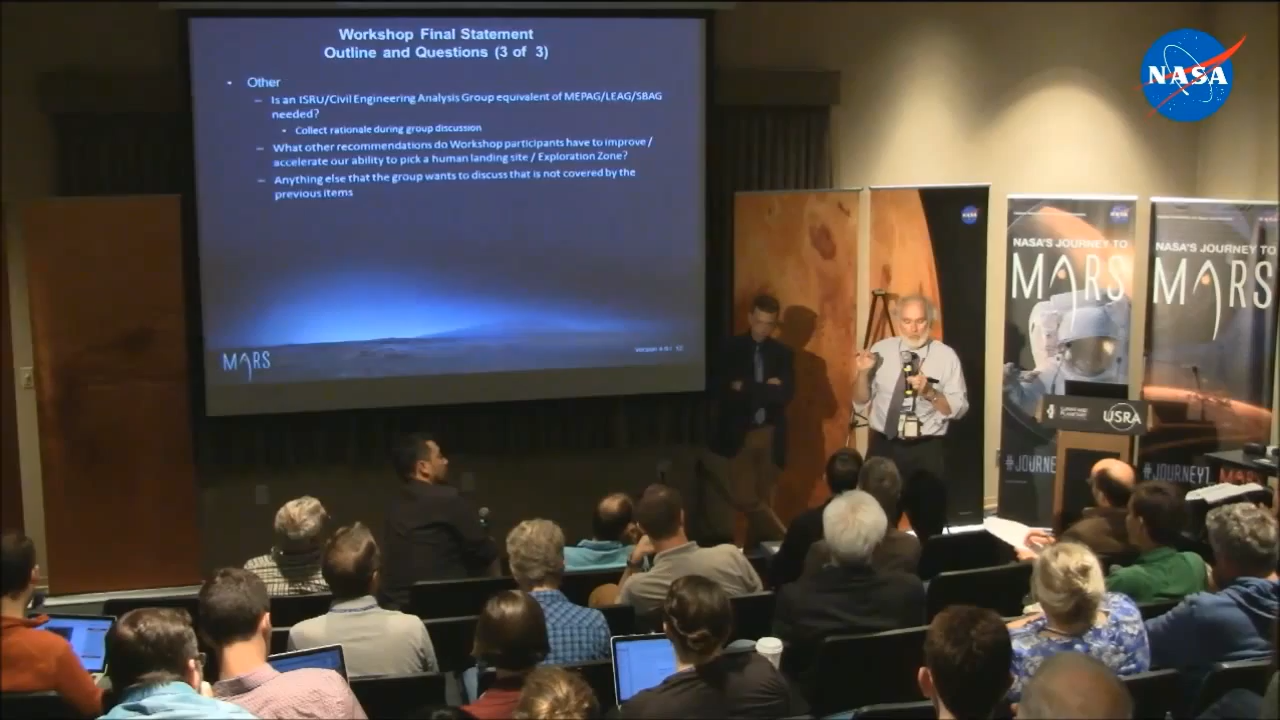 Workshop Final Statement
Outline and Questions (3 of 3)
• Other
– Is an ISRU/Civil Engineering Analysis Group equivalent of MEPAG/LEAG/SBAG
needed?
• Collect rationale during group discussion
– What other recommendations do Workshop participants have to improve /
accelerate our ability to pick a human landing site / Exploration Zone?
– Anything else that the group wants to discuss that is not covered by the
previous items
MARS
NASA
NASA'S JOURNEY TO
MARS
#JOURNE
NASA'S JOURNEY TO
MARS
#JOURNEYT
MARS
USRA